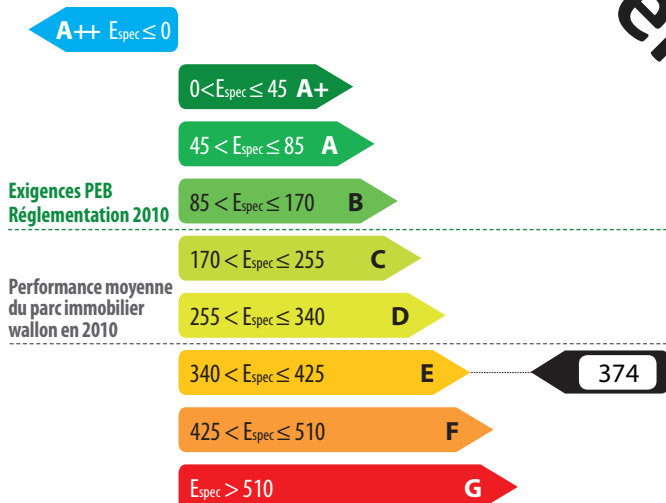 A++ Espec ≤ 0
0<Espec ≤ 45 A+
45 < Espec ≤ 85 A
Exigences PEB
Réglementation 2010
85 < Espec ≤ 170 B
170 < Espec ≤ 255 C
Performance moyenne
du parc immobilier
wallon en 2010
255 < Espec ≤ 340 D
340 < Espec ≤ 425 E
374
425 < Espec ≤ 510 F
Espec > 510 G